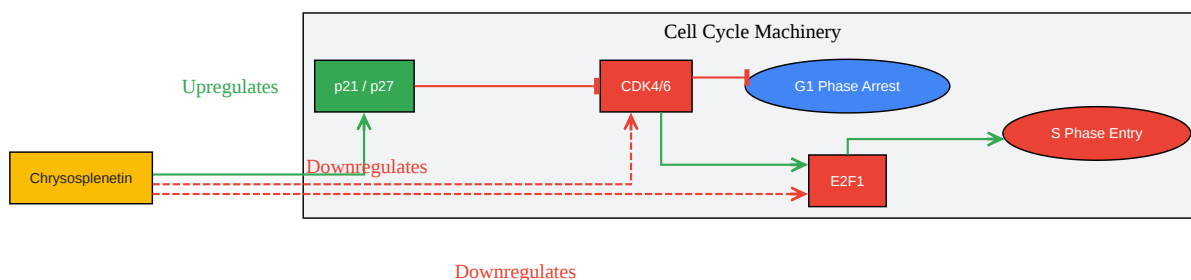 Cell Cycle Machinery
Upregulates
p21 / p27
CDK4/6
G1 Phase Arrest
S Phase Entry
Downregulates
Chrysosplenetin
E2F1
Downregulates